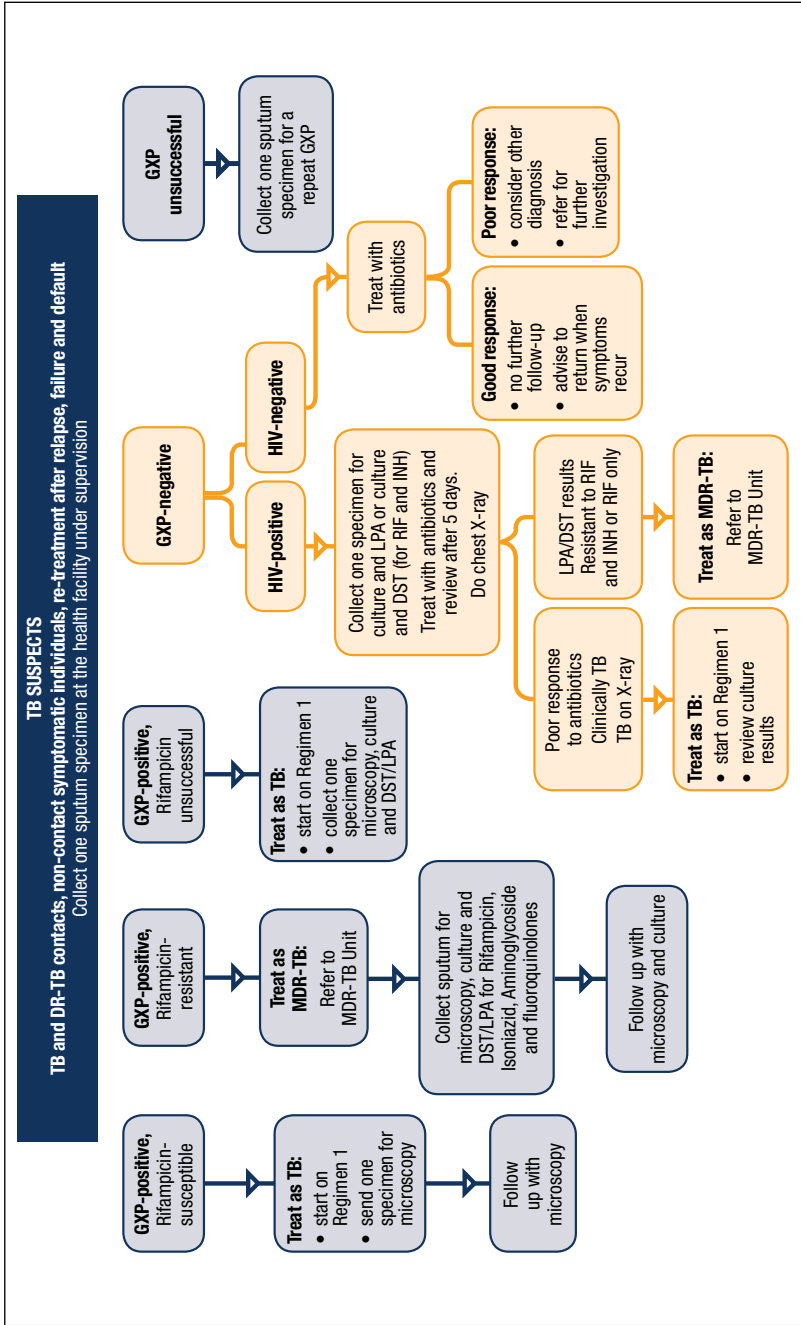 TB SUSPECTS
TB and DR-TB contacts, non-contact symptomatic individuals, re-treatment after relapse, failure and default
Collect one sputum specimen at the health facility under supervision
GXP-positive,
Rifampicin-
susceptible
Treat as TB:
• start on
Regimen 1
• send one
specimen for
microscopy
Follow
up with
microscopy
GXP-positive,
Rifampicin-
resistant
Treat as
MDR-TB:
Refer to
MDR-TB Unit
Collect sputum for
microscopy, culture and
DST/LPA for Rifampicin,
Isoniazid, Aminoglycoside
and fluoroquinolones
Follow up with
microscopy and culture
GXP-positive,
Rifampicin
unsuccessful
Treat as TB:
• start on Regimen 1
• collect one
specimen for
microscopy, culture
and DST/LPA
GXP-negative
HIV-positive
HIV-negative
Collect one specimen for
culture and LPA or culture
and DST (for RIF and INH)
Treat with antibiotics and
review after 5 days.
Do chest X-ray
Poor response
to antibiotics
Clinically TB
TB on X-ray
Treat as TB:
• start on Regimen 1
• review culture
results
LPA/DST results
Resistant to RIF
and INH or RIF only
Treat as MDR-TB:
Refer to
MDR-TB Unit
Treat with
antibiotics
Good response:
• no further
follow-up
• advise to
return when
symptoms
recur
Poor response:
• consider other
diagnosis
• refer for
further
investigation
GXP
unsuccessful
Collect one sputum
specimen for a
repeat GXP